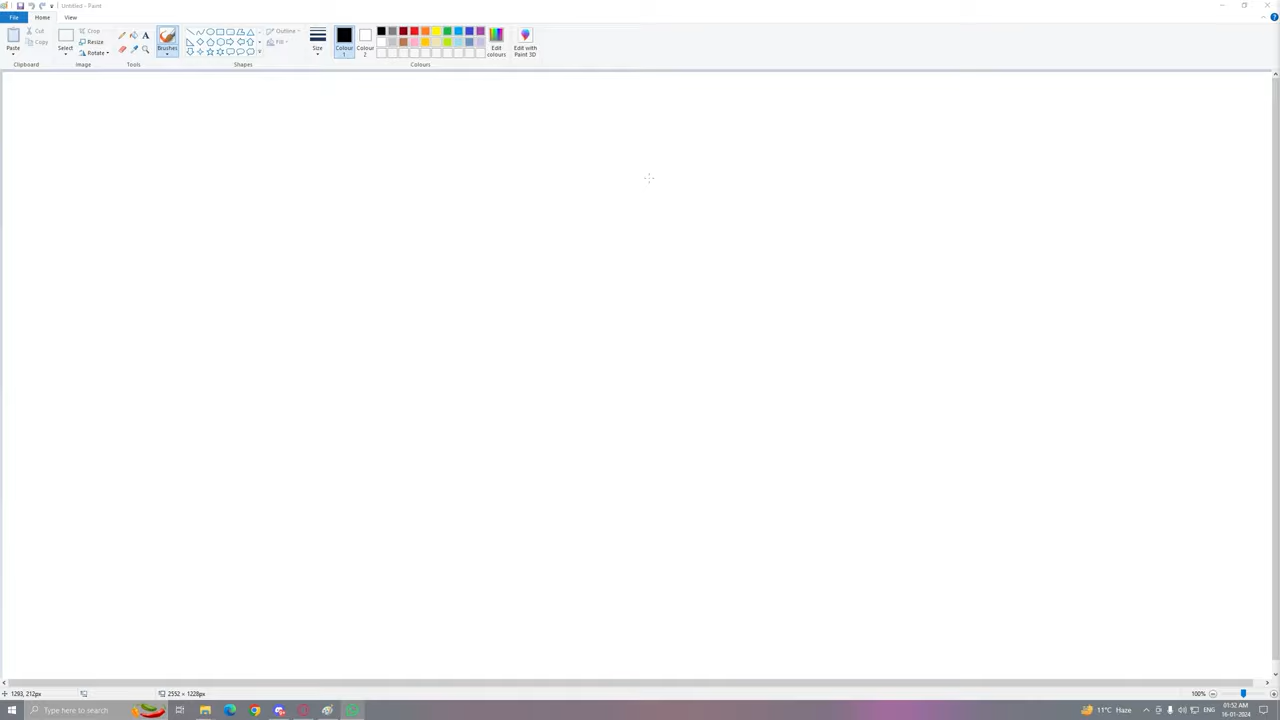 Untitled - Paint
File Home View
Paste
Cut
Copy
Clipboard
Select
Crop
Resize
Rotate
Image
Tools
Brushes
Outline
Fill
Shapes
Size
Colour 1
Colour 2
Colours
Edit colours
Edit with Paint 3D
1293, 212px
2552 × 1228px
100%
Type here to search
11°C Haze
ENG
01:52 AM
16-01-2024